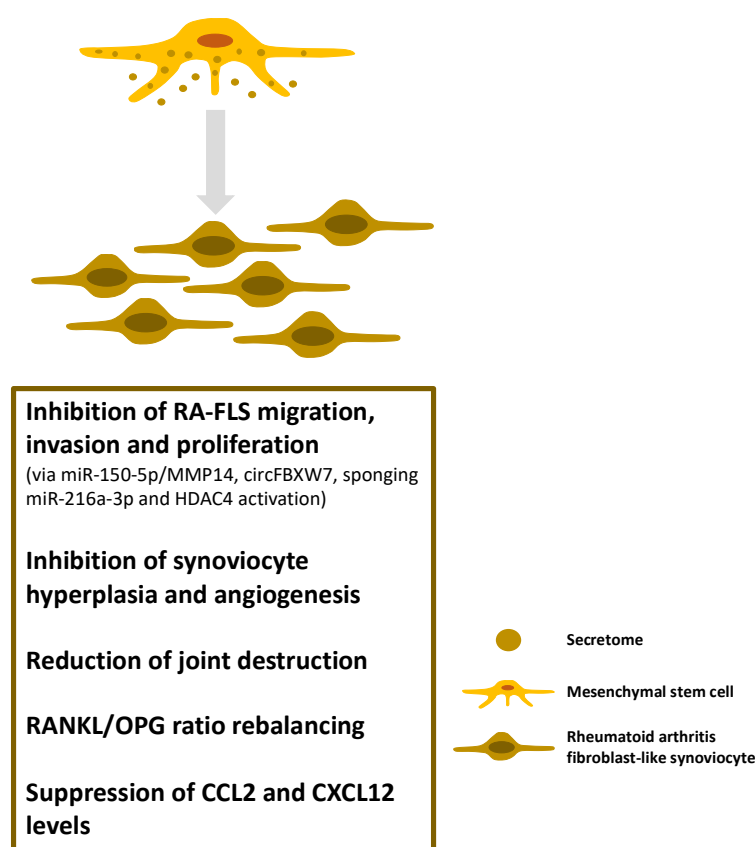 Inhibition of RA-FLS migration,
invasion and proliferation
(via miR-150-5p/MMP14, circFBXW7, sponging
miR-216a-3p and HDAC4 activation)
Inhibition of synoviocyte
hyperplasia and angiogenesis
Reduction of joint destruction
RANKL/OPG ratio rebalancing
Suppression of CCL2 and CXCL12
levels
Secretome
Mesenchymal stem cell
Rheumatoid arthritis
fibroblast-like synoviocyte